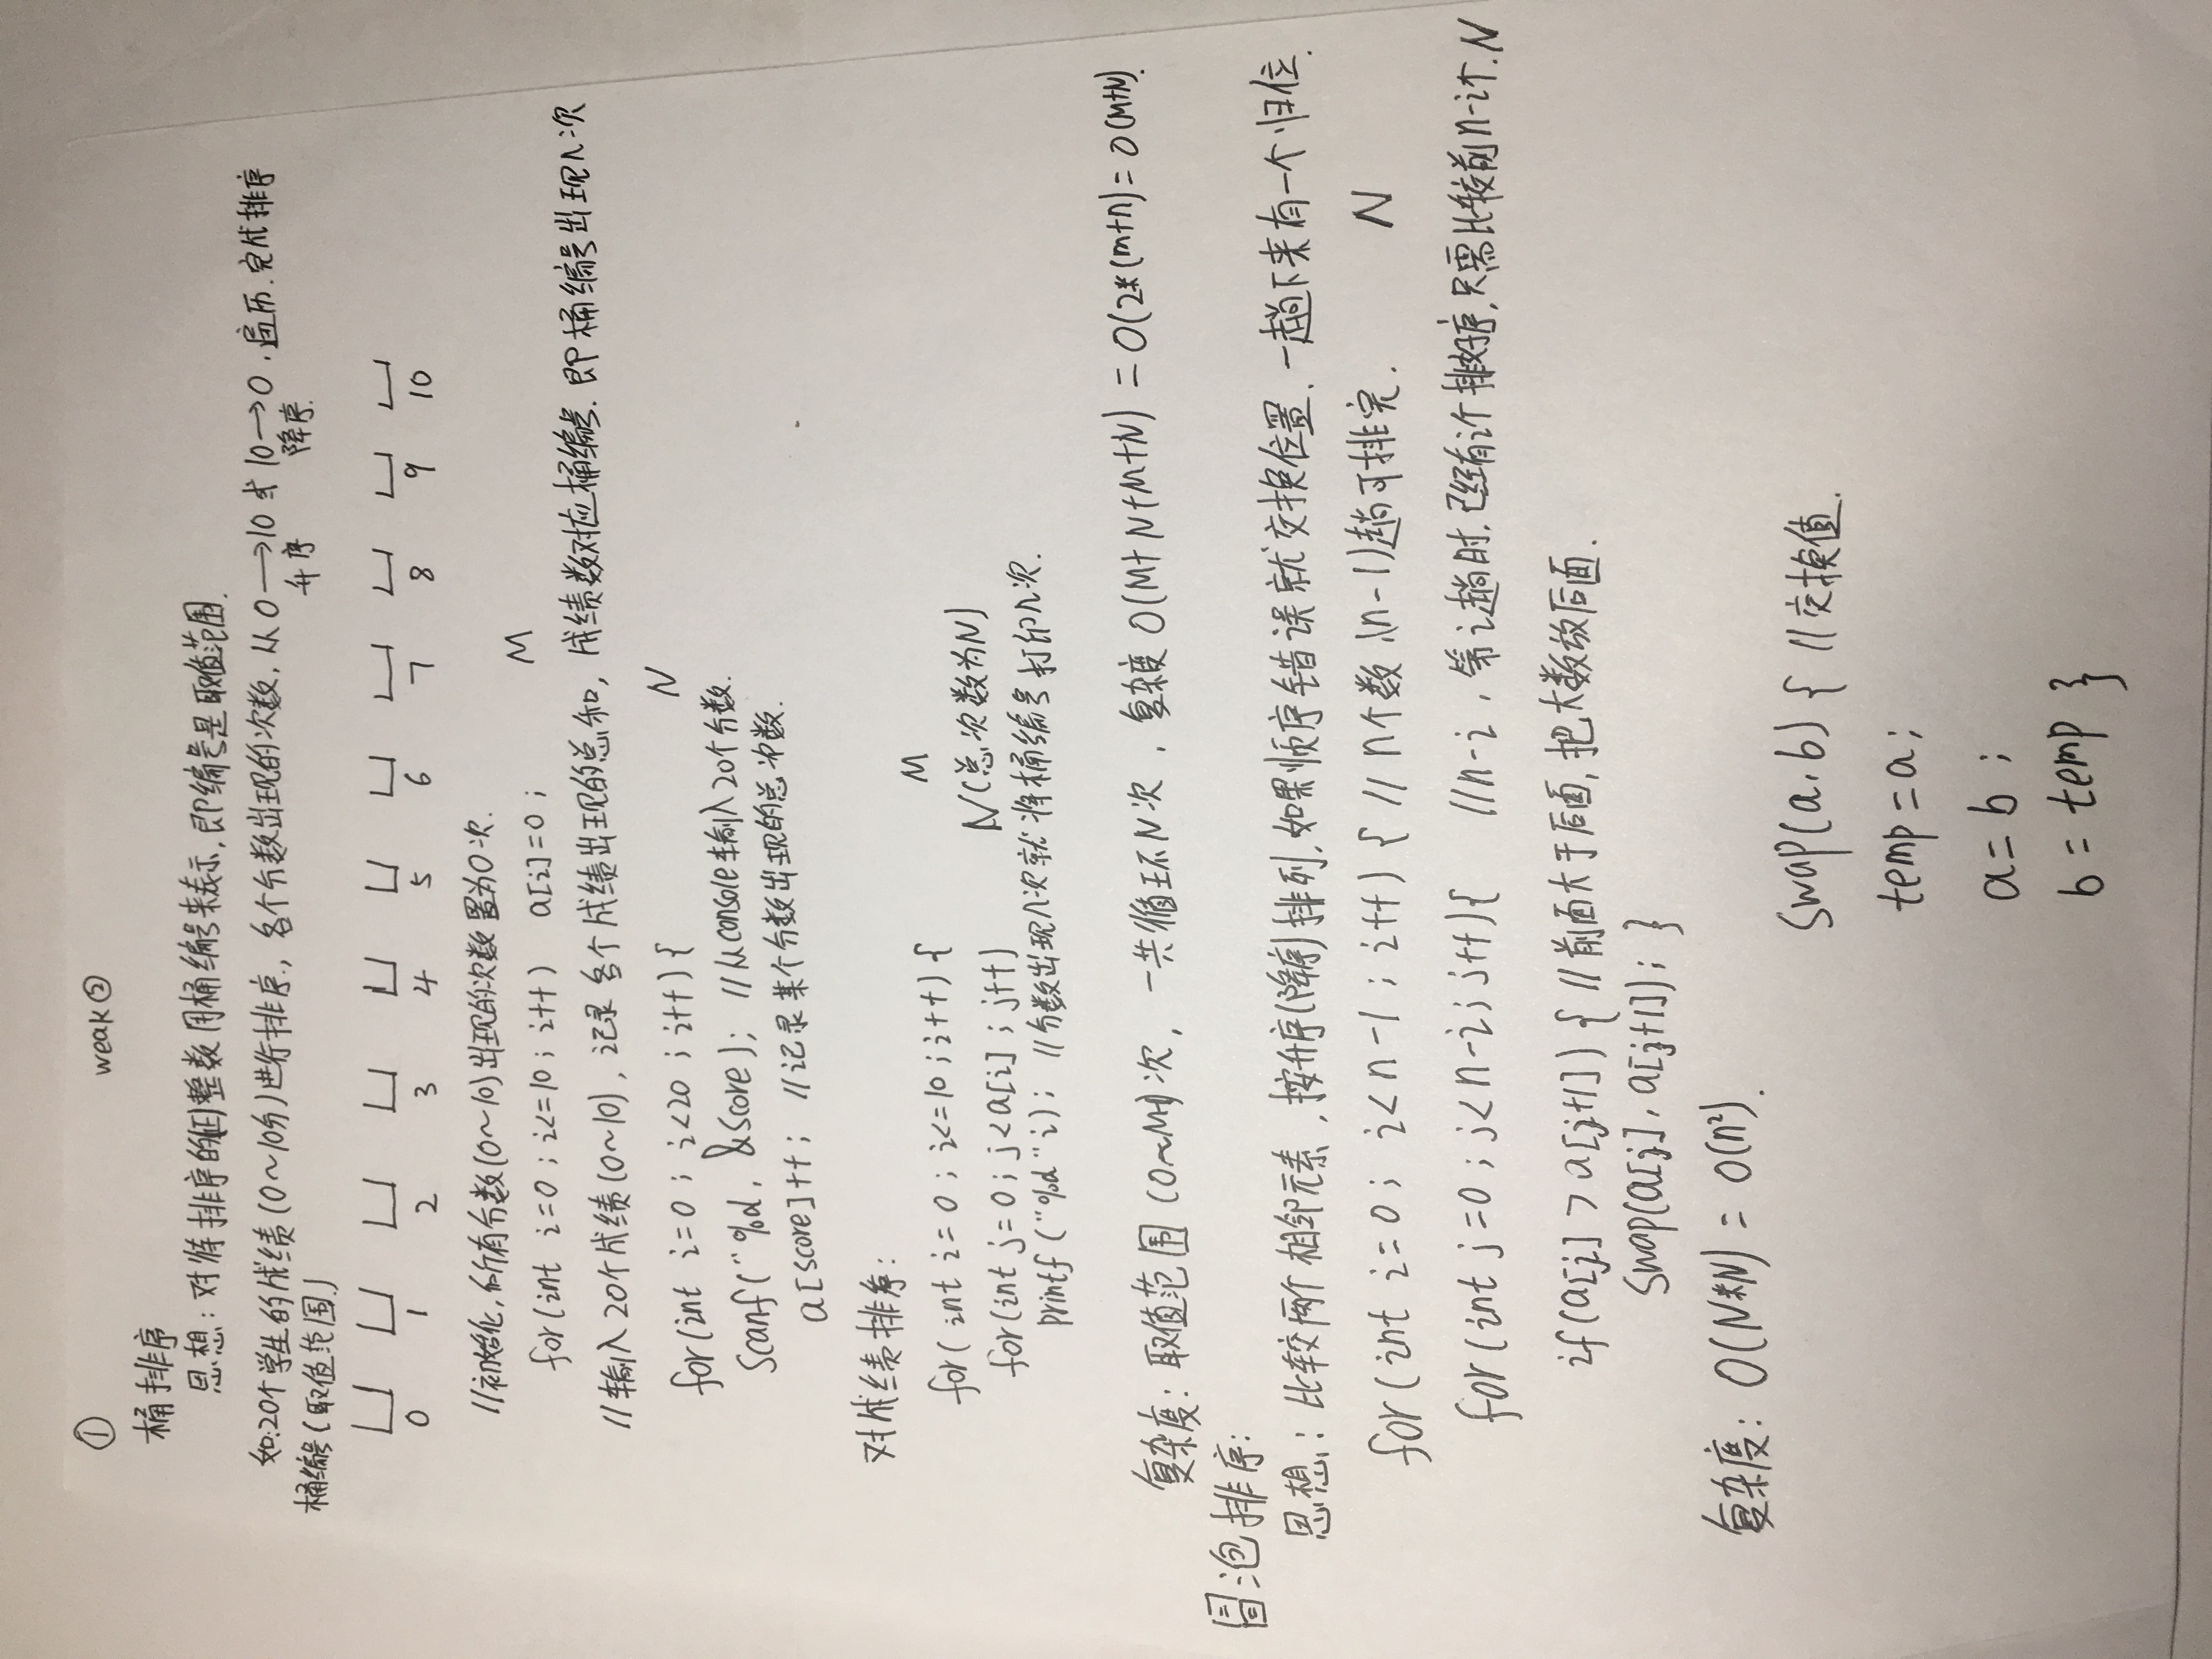 ① weak②
桶排序
思想：对待排序的(正)整数用桶编号来表示,即编号是取值范围.
如:20个学生的成绩(0～10分)进行排序.,各个分数出现的次数,从0→10或10→0.遍历.完成排序
升序 降序.
桶编号(取值范围)
0 1 2 3 4 5 6 7 8 9 10
//初始化,所有分数(0～10)出现的次数置为0次.
for(int i=0;i<=10;i++) a[i]=0; M
//输入20个成绩(0～10),记录各个成绩出现的总和,成绩数对应桶编号.即桶编号出现几次
for(int i=0;i<20;i++){ N
Scanf("%d,&score); //从console输入20个分数.
a[score]++; //记录某个分数出现的总次数.
对成绩排序:
for(int i=0;i<=10;i++){ M
for(int j=0;j<a[i];j++) N(总次数为N)
printf("%d"i); //分数出现几次就将桶编号打印几次.
复杂度:取值范围(0~M)次,一共循环N次,复杂度O(M+N+M+N)=O(2*(m+n)=O(M+N).
冒泡排序:
思想:比较两个相邻元素,按升序(降序)排列,如果顺序错误就交换位置.一趟下来有一个归位.
for(int i=0;i<n-1;i++){ //n个数,(n-1)趟可排完. N
for(int j=0;j<n-i;j++){ //n-i,第i趟时,已经有i个排好序,只需比较前n-i个.N
if(a[j]>a[j+1]){ //前面大于后面,把大数放后面.
Swap(a[j],a[j+1]);}
复杂度:O(N*N)=O(n²).
Swap(a,b){ //交换值.
temp=a;
a=b;
b=temp}